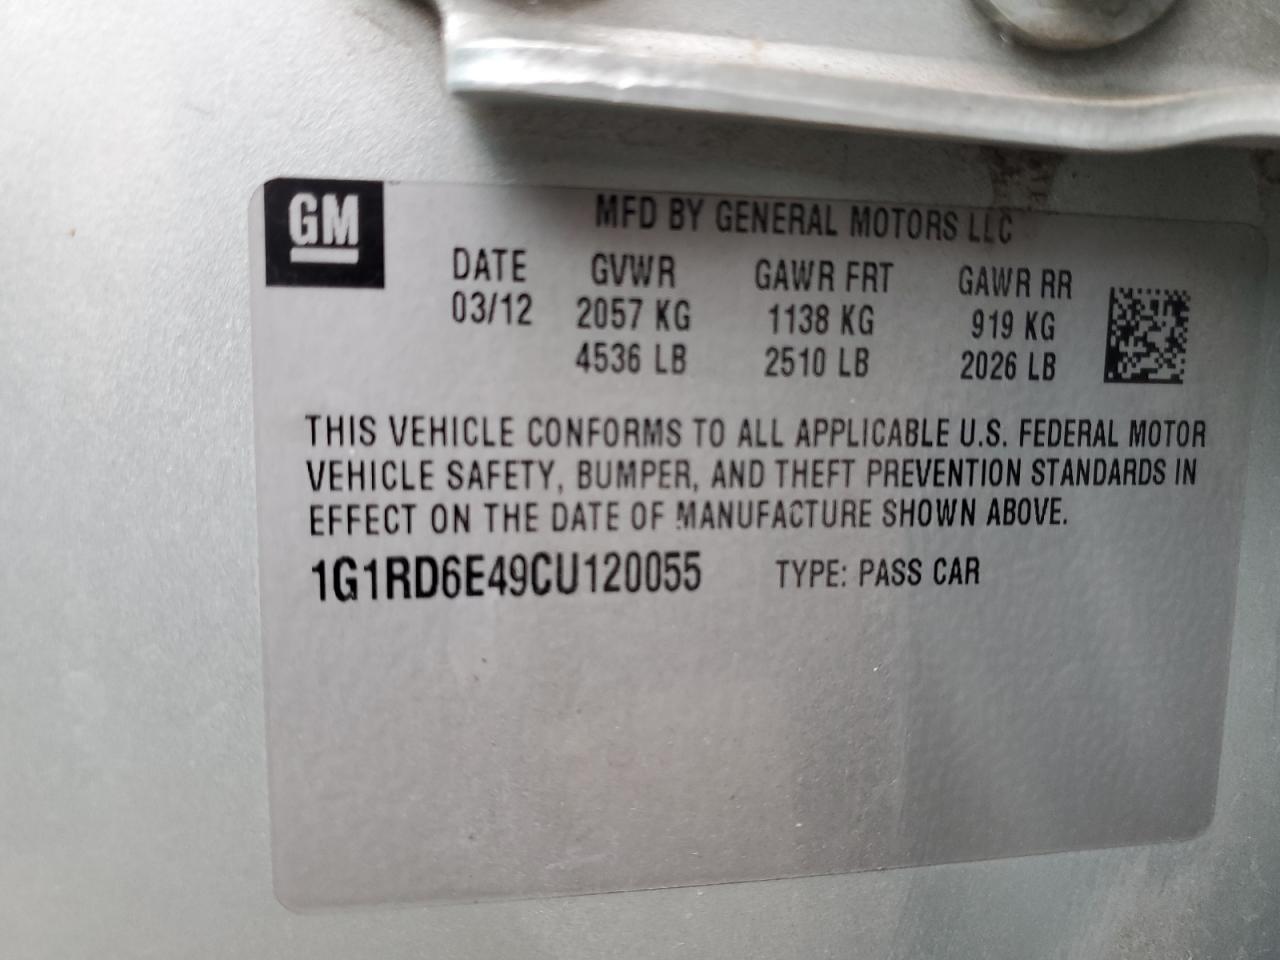 GM
MFD BY GENERAL MOTORS LLC
DATE GVWR GAWR FRT GAWR RR
03/12 2057 KG 1138 KG 919 KG
4536 LB 2510 LB 2026 LB
THIS VEHICLE CONFORMS TO ALL APPLICABLE U.S. FEDERAL MOTOR
VEHICLE SAFETY, BUMPER, AND THEFT PREVENTION STANDARDS IN
EFFECT ON THE DATE OF MANUFACTURE SHOWN ABOVE.
1G1RD6E49CU120055 TYPE: PASS CAR